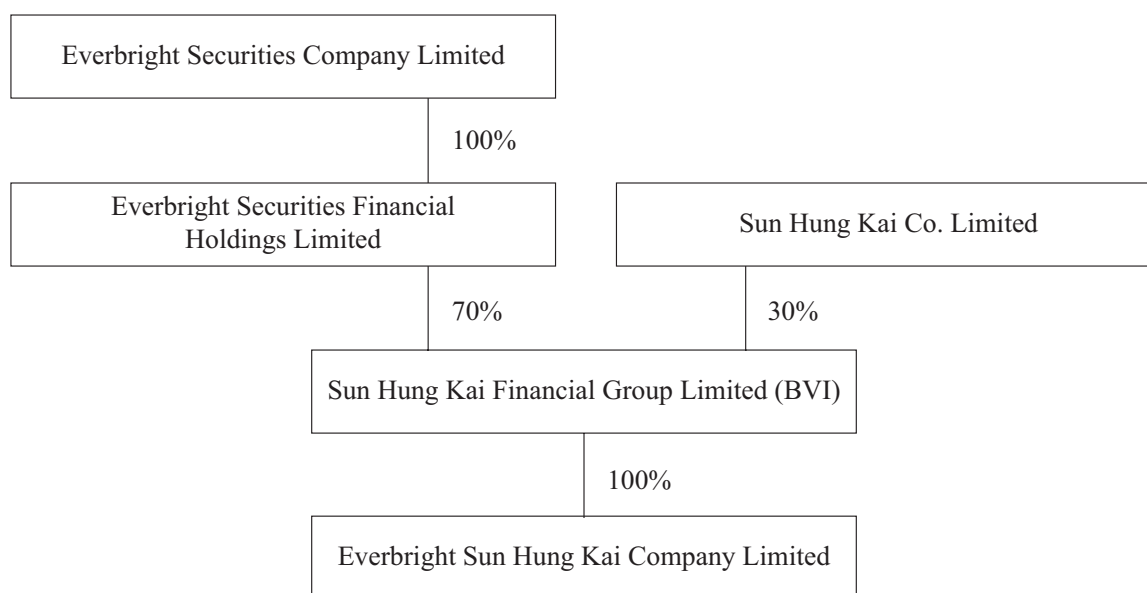 Everbright Securities Company Limited
100%
Everbright Securities Financial
Holdings Limited
Sun Hung Kai Co. Limited
70%
30%
Sun Hung Kai Financial Group Limited (BVI)
100%
Everbright Sun Hung Kai Company Limited